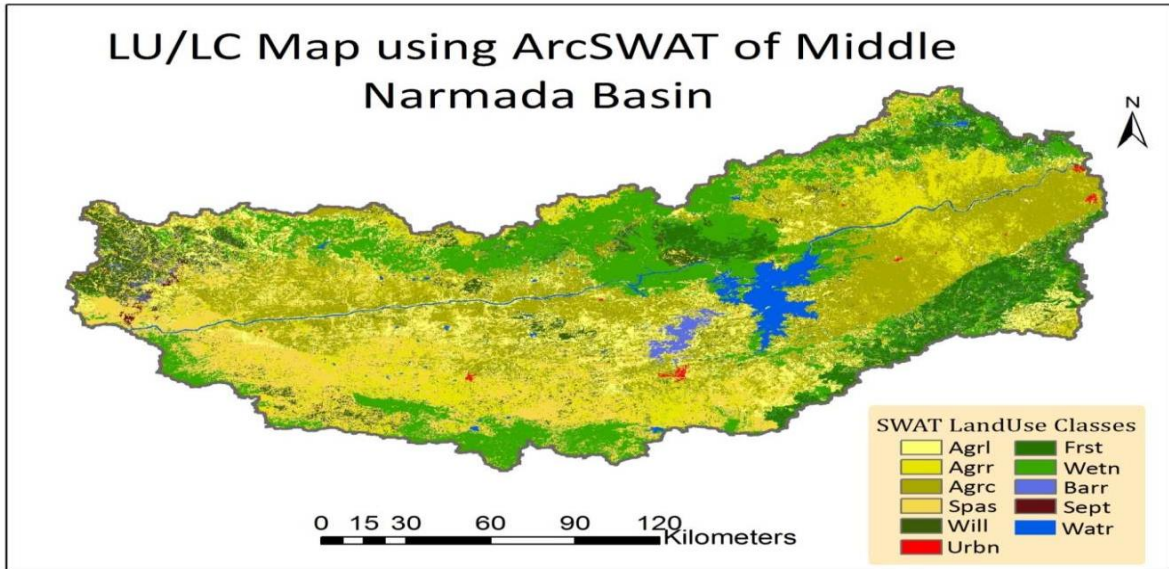 LU/LC Map using ArcSWAT of Middle
Narmada Basin
N
SWAT LandUse Classes
Agrl Frst
Agrr Wetn
Agrc Barr
Spas Sept
Will Watr
Urbn
0 15 30 60 90 120
Kilometers